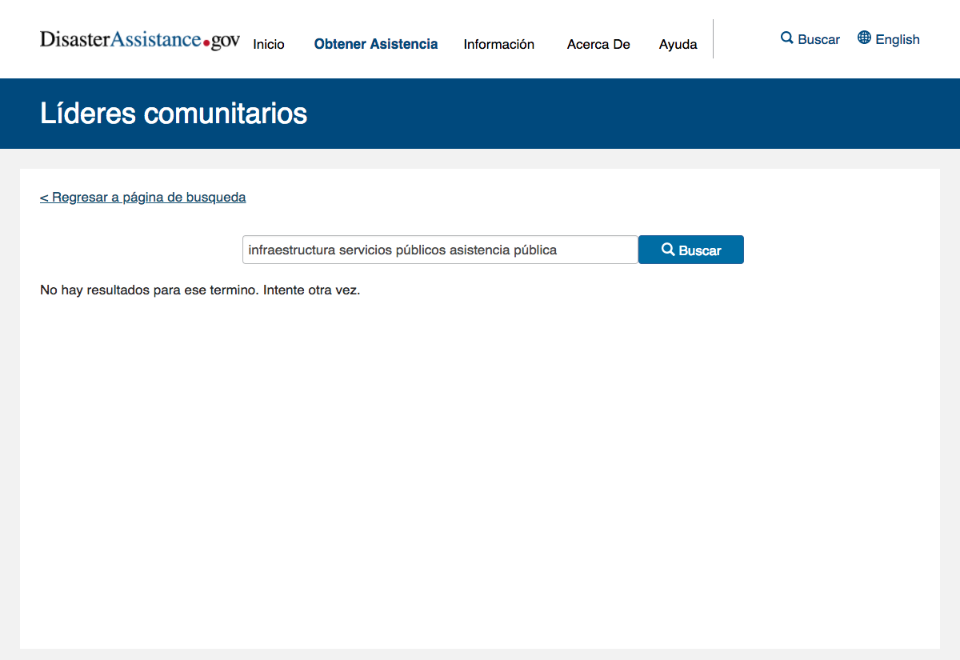 DisasterAssistance.gov
Inicio
Obtener Asistencia
Información
Acerca De
Ayuda
Buscar
English
Líderes comunitarios
< Regresar a página de busqueda
infraestructura servicios públicos asistencia pública
Buscar
No hay resultados para ese termino. Intente otra vez.